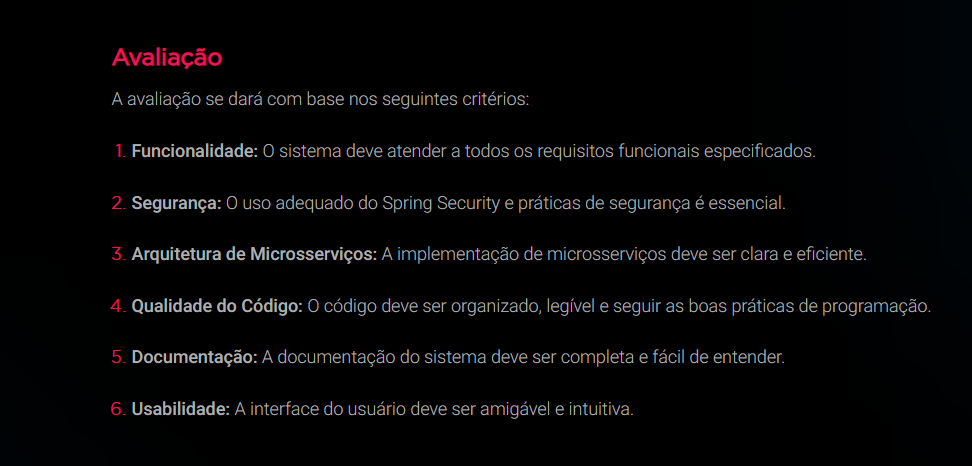 Avaliação
A avaliação se dará com base nos seguintes critérios:
1. Funcionalidade: O sistema deve atender a todos os requisitos funcionais especificados.
2. Segurança: O uso adequado do Spring Security e práticas de segurança é essencial.
3. Arquitetura de Microsserviços: A implementação de microsserviços deve ser clara e eficiente.
4. Qualidade do Código: O código deve ser organizado, legível e seguir as boas práticas de programação.
5. Documentação: A documentação do sistema deve ser completa e fácil de entender.
6. Usabilidade: A interface do usuário deve ser amigável e intuitiva.